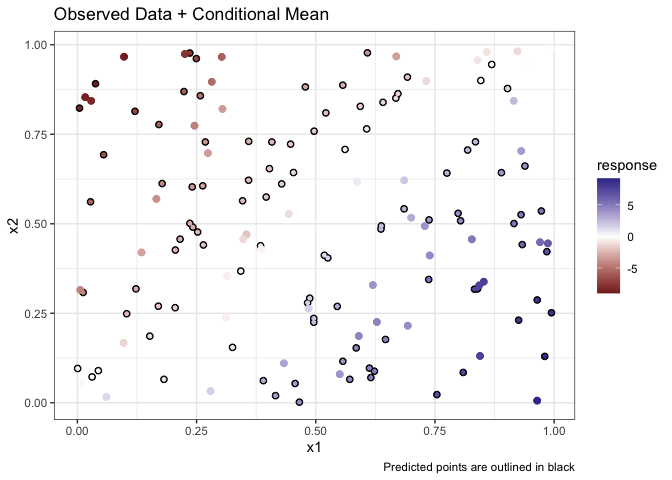 Observed Data + Conditional Mean
1.00
0.75
0.50
0.25
0.00
x2
0.00 0.25 0.50 0.75 1.00
x1
response
5
0
-5
Predicted points are outlined in black